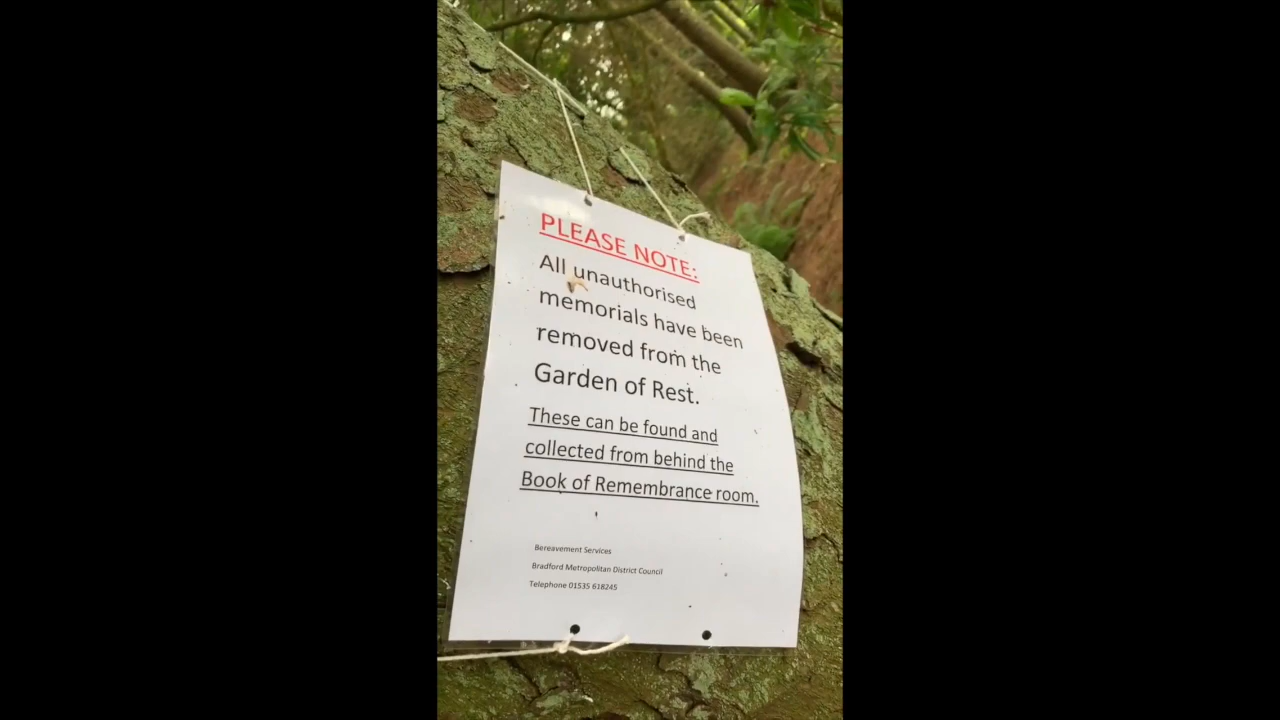 PLEASE NOTE:
All unauthorised
memorials have been
removed from the
Garden of Rest.
These can be found and
collected from behind the
Book of Remembrance room.
Bereavement Services
Bradford Metropolitan District Council
Telephone 01535 618245